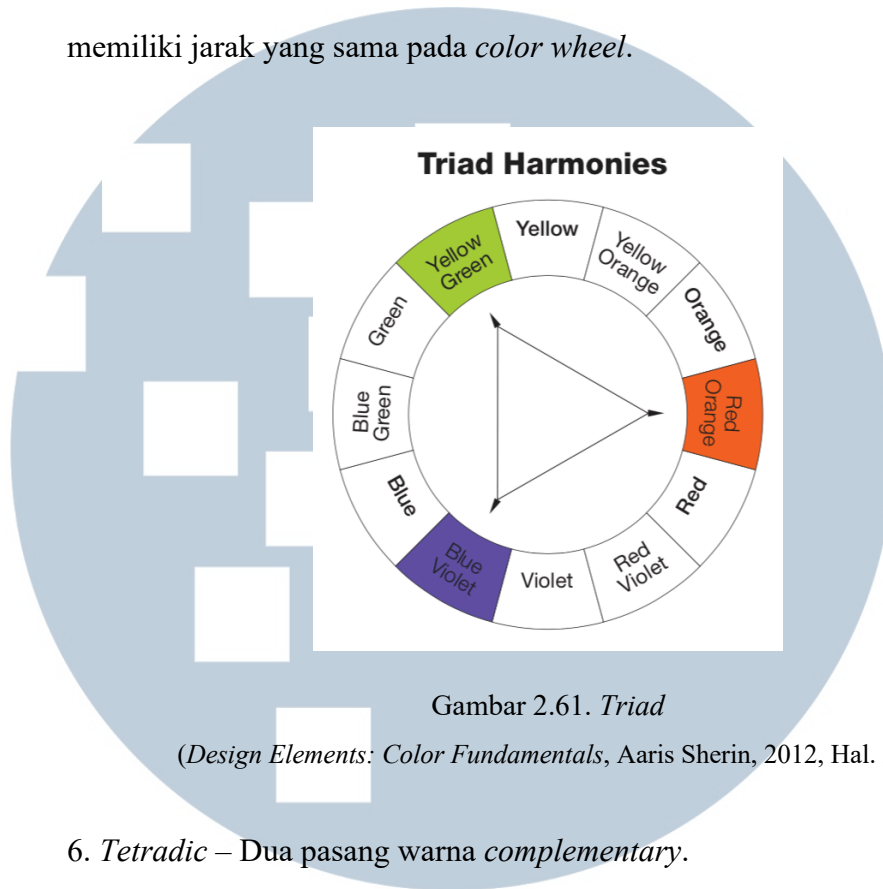 memiliki jarak yang sama pada color wheel.
Triad Harmonies
Yellow
Yellow
Orange
Orange
Red
Orange
Red
Red
Violet
Violet
Blue
Violet
Blue
Blue
Green
Green
Yellow
Green
Gambar 2.61. Triad
(Design Elements: Color Fundamentals, Aaris Sherin, 2012, Hal.
6. Tetradic – Dua pasang warna complementary.